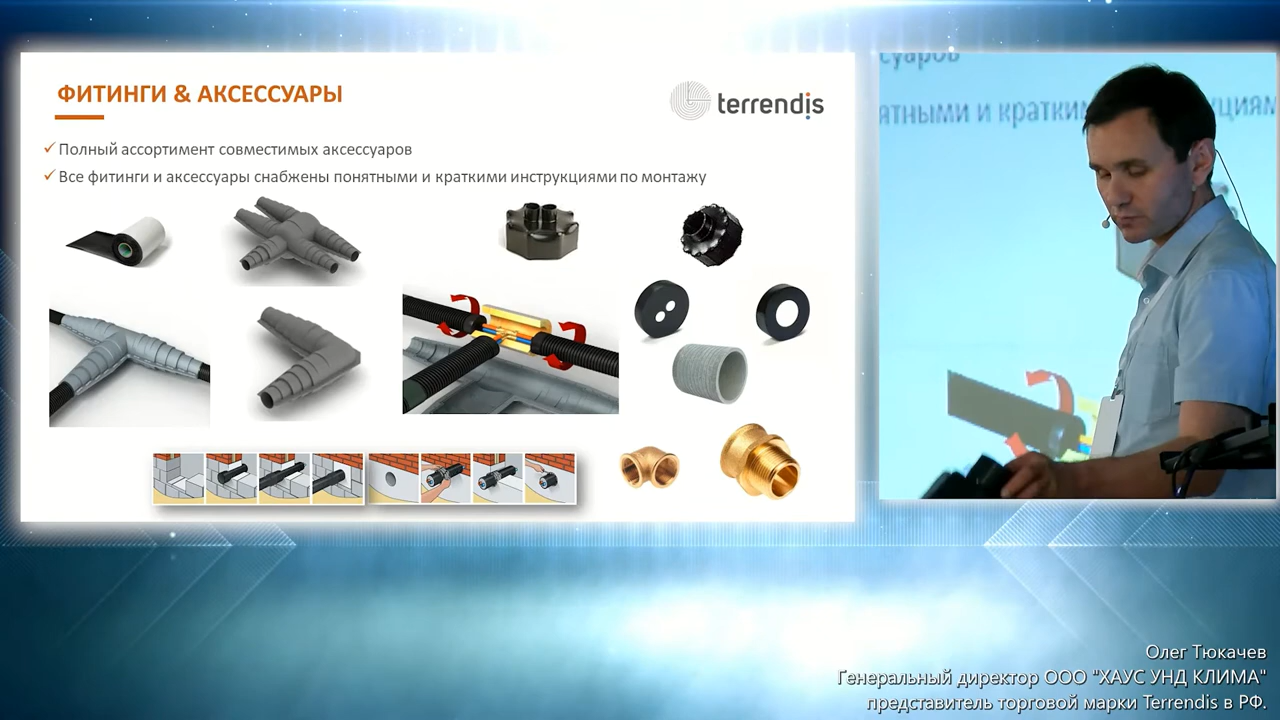 ФИТИНГИ & АКСЕССУАРЫ
terrendis
Полный ассортимент совместимых аксессуаров
Все фитинги и аксессуары снабжены понятными и краткими инструкциями по монтажу
Олег Тюкачев
Генеральный директор ООО "ХАУС УНД КЛИМА"
представитель торговой марки Terrendis в РФ.